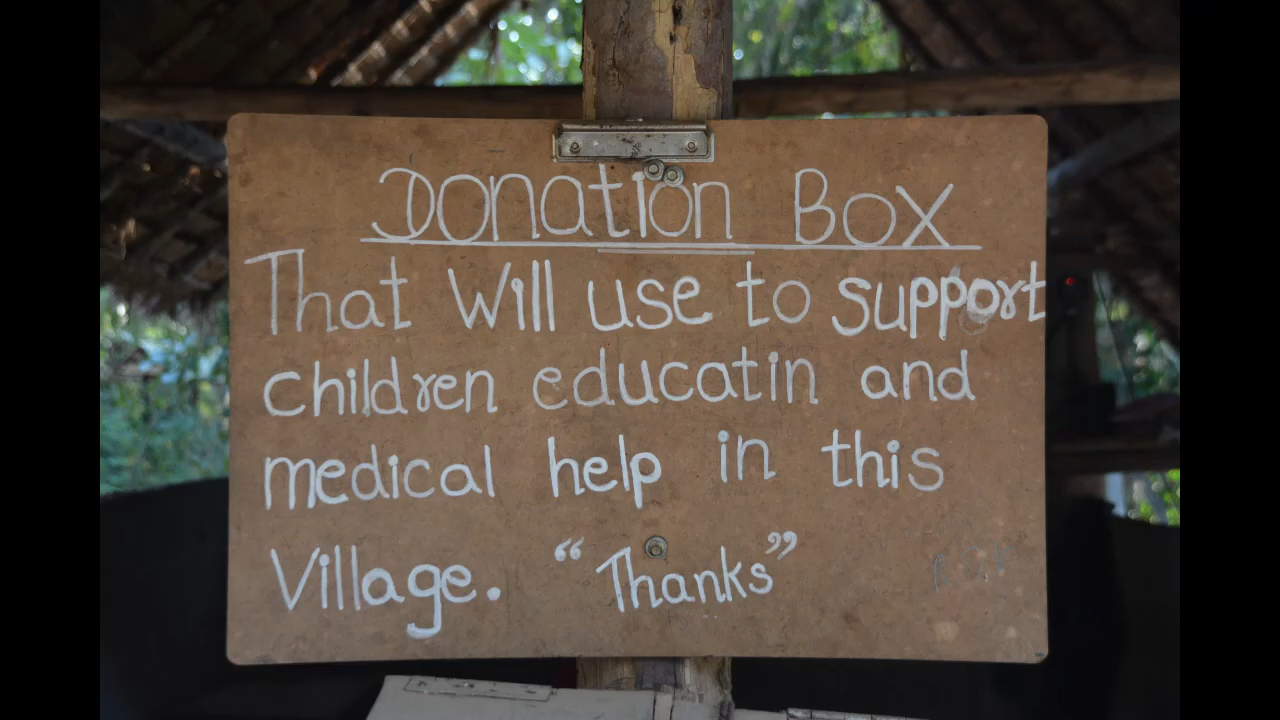 Donation Box
That will use to support
children educatin and
medical help in this
Village. “Thanks”